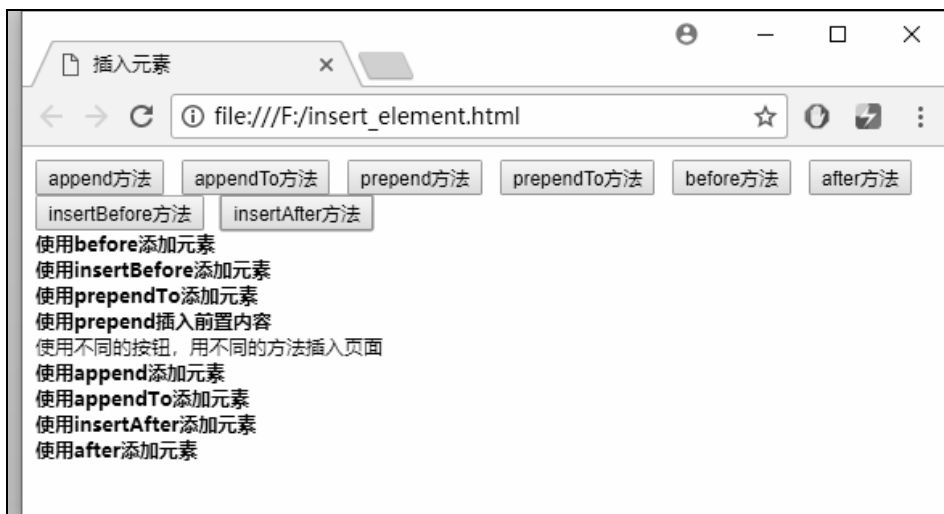 插入元素
file:///F:/insert_element.html
append方法 appendTo方法 prepend方法 prependTo方法 before方法 after方法
insertBefore方法 insertAfter方法
使用before添加元素
使用insertBefore添加元素
使用prependTo添加元素
使用prepend插入前置内容
使用不同的按钮，用不同的方法插入页面
使用append添加元素
使用appendTo添加元素
使用insertAfter添加元素
使用after添加元素